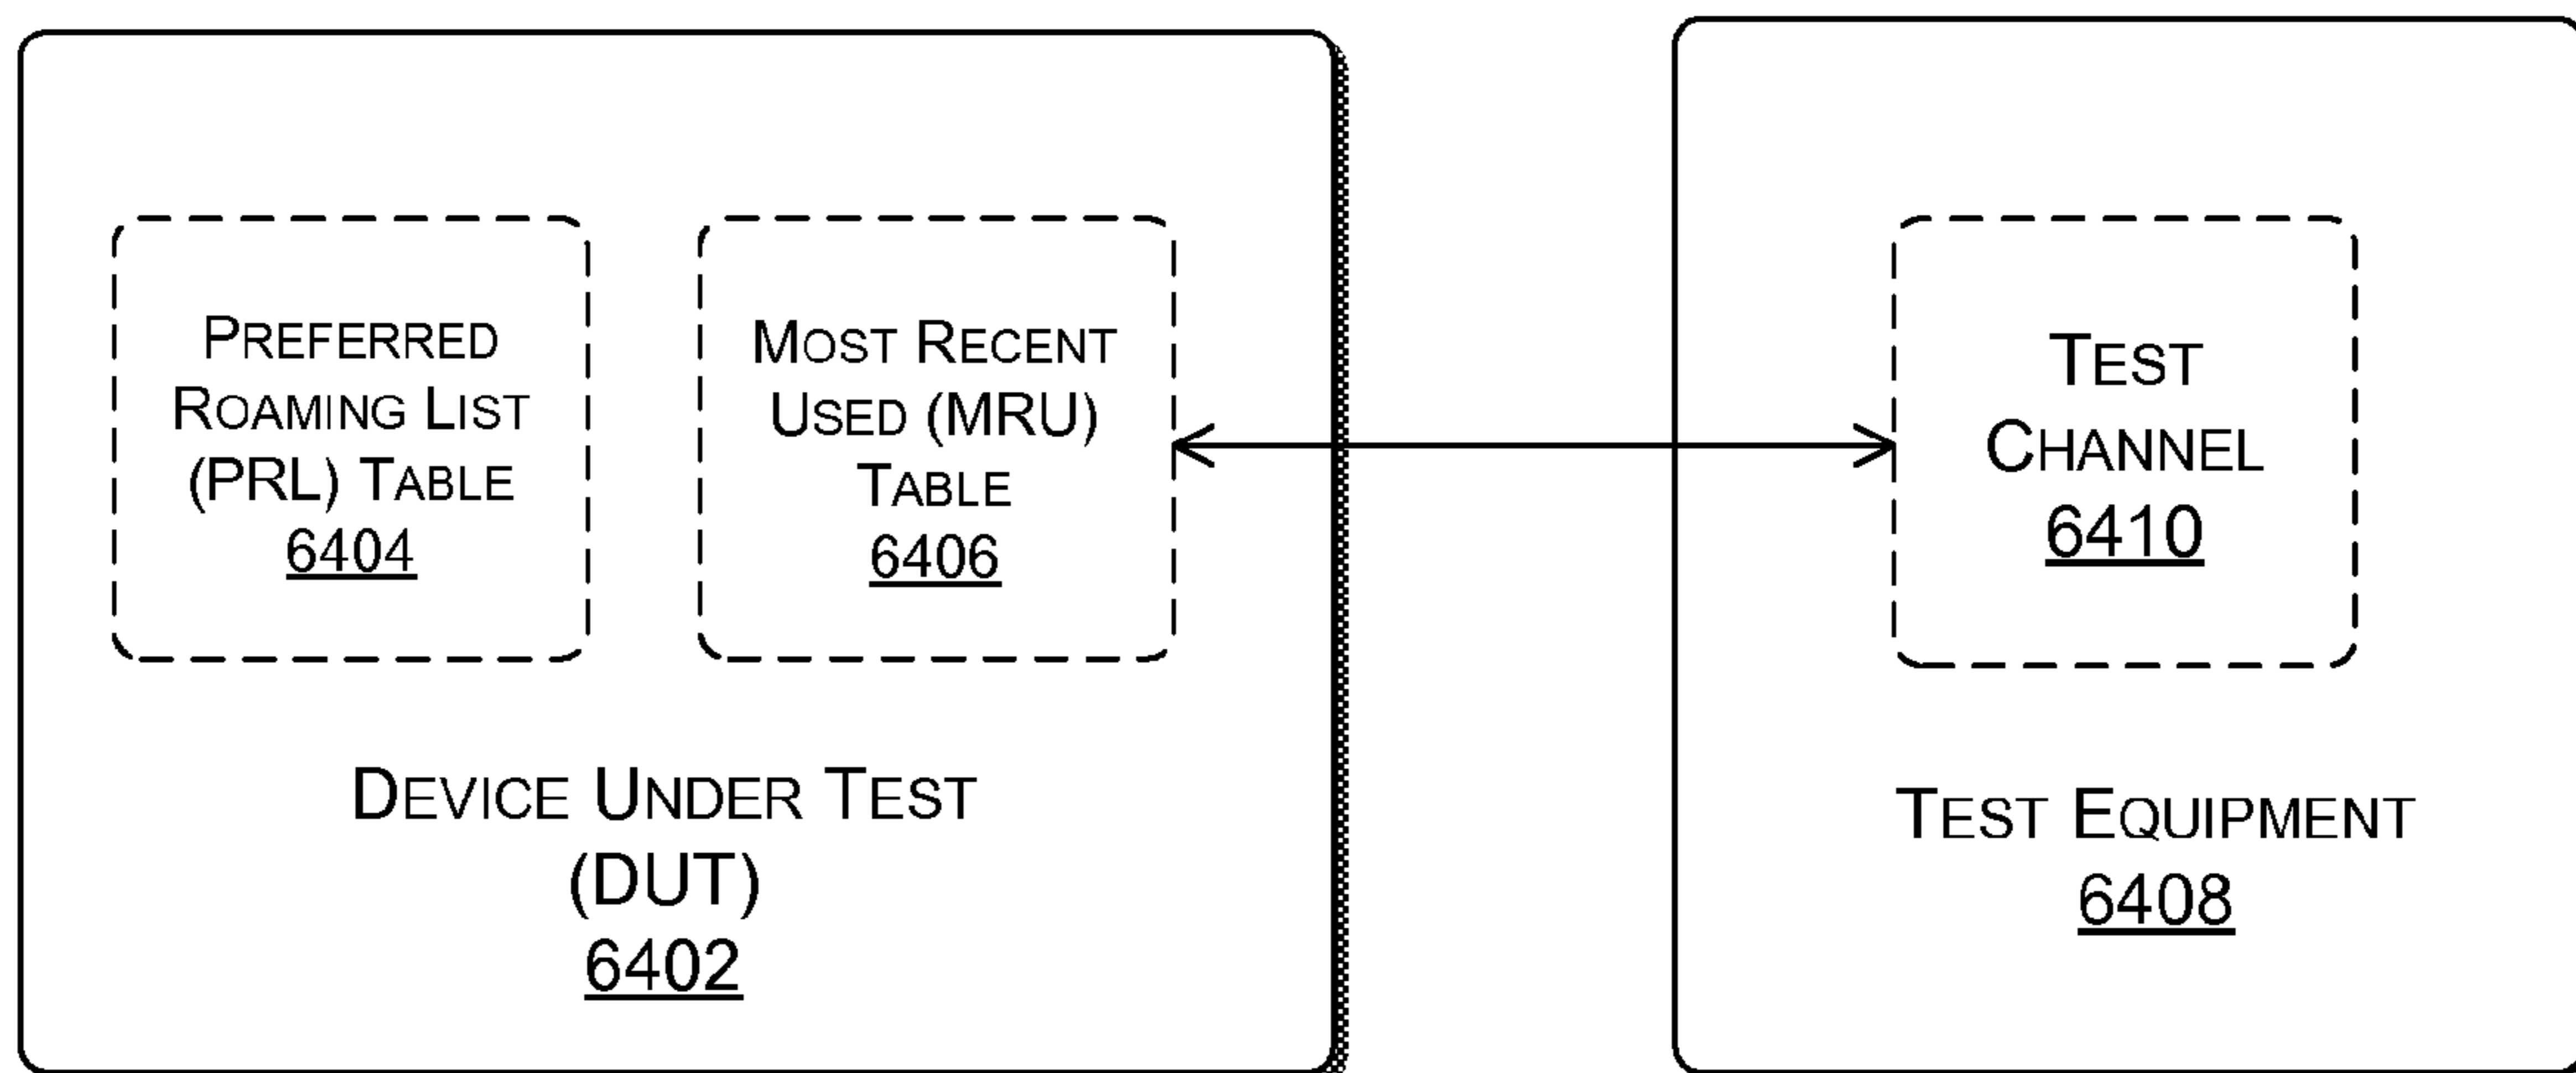 PREFERRED
ROAMING LIST
(PRL) TABLE
6404
MOST RECENT
USED (MRU)
TABLE
6406
DEVICE UNDER TEST
(DUT)
6402
TEST
CHANNEL
6410
TEST EQUIPMENT
6408